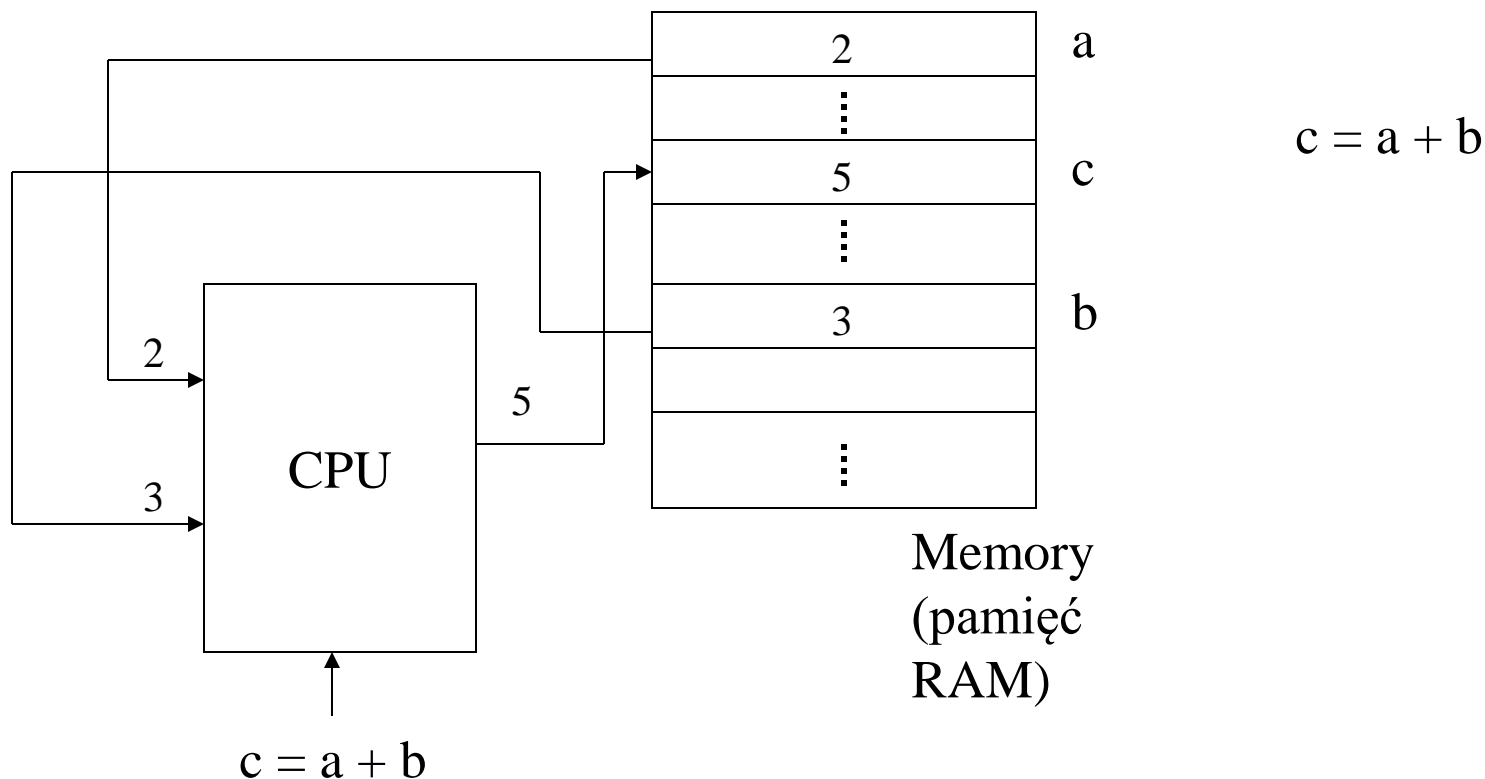 2 a
c = a + b
5 c
3 b
2
5
CPU
3
Memory
(pamięć
RAM)
c = a + b